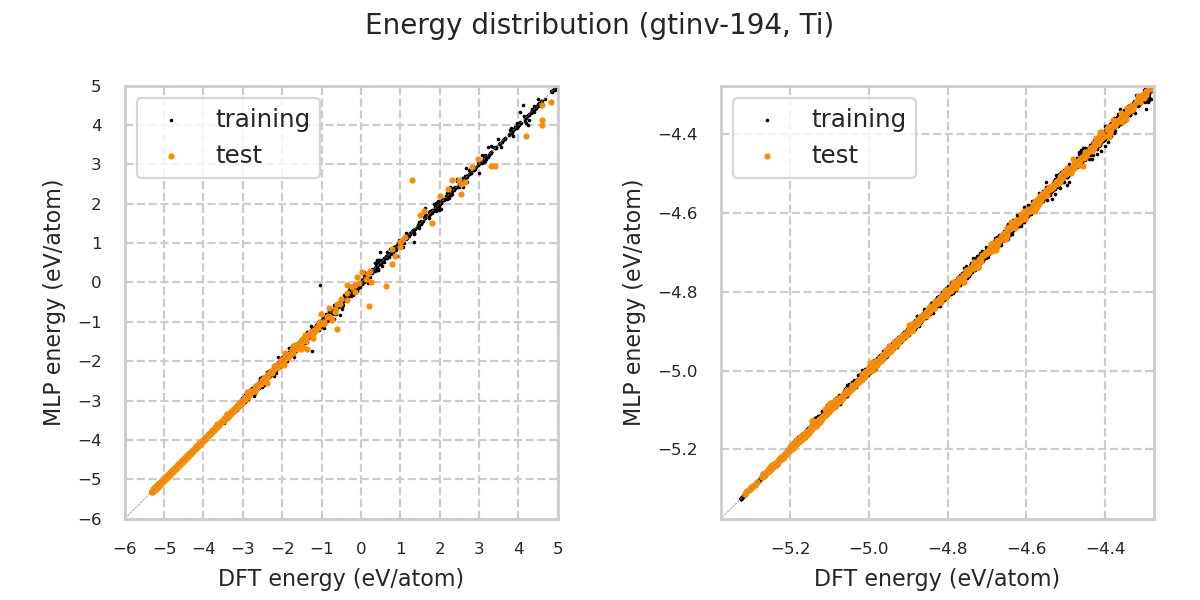 Energy distribution (gtinv-194, Ti)
training
test
5
4
3
2
1
0
−1
−2
−3
−4
−5
−6
−6 −5 −4 −3 −2 −1 0 1 2 3 4 5
DFT energy (eV/atom)
MLP energy (eV/atom)
training
test
−4.4
−4.6
−4.8
−5.0
−5.2
−5.2 −5.0 −4.8 −4.6 −4.4
DFT energy (eV/atom)
MLP energy (eV/atom)